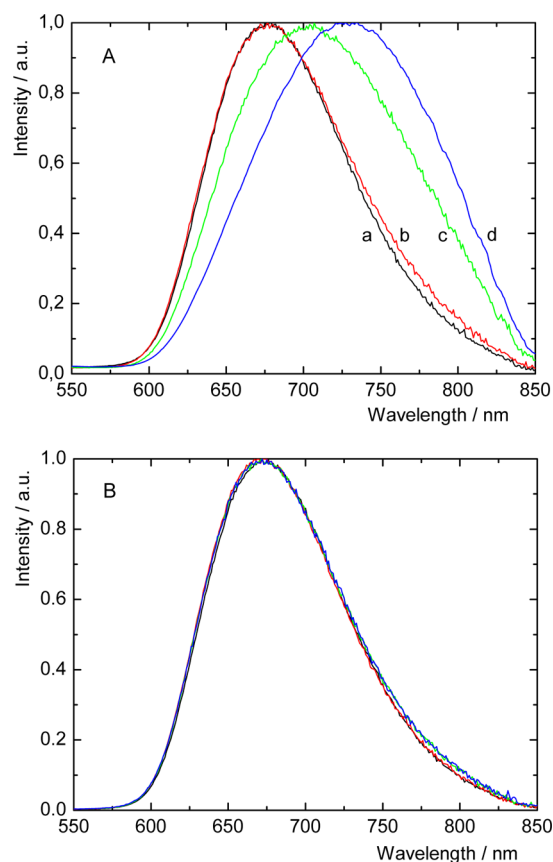 1,0
A
0,8
0,6
0,4
0,2
0,0
a
b
c
d
Intensity / a.u.
550 600 650 700 750 800 850
Wavelength / nm
1.0
B
0.8
0.6
0.4
0.2
0.0
Intensity / a.u.
550 600 650 700 750 800 850
Wavelength / nm